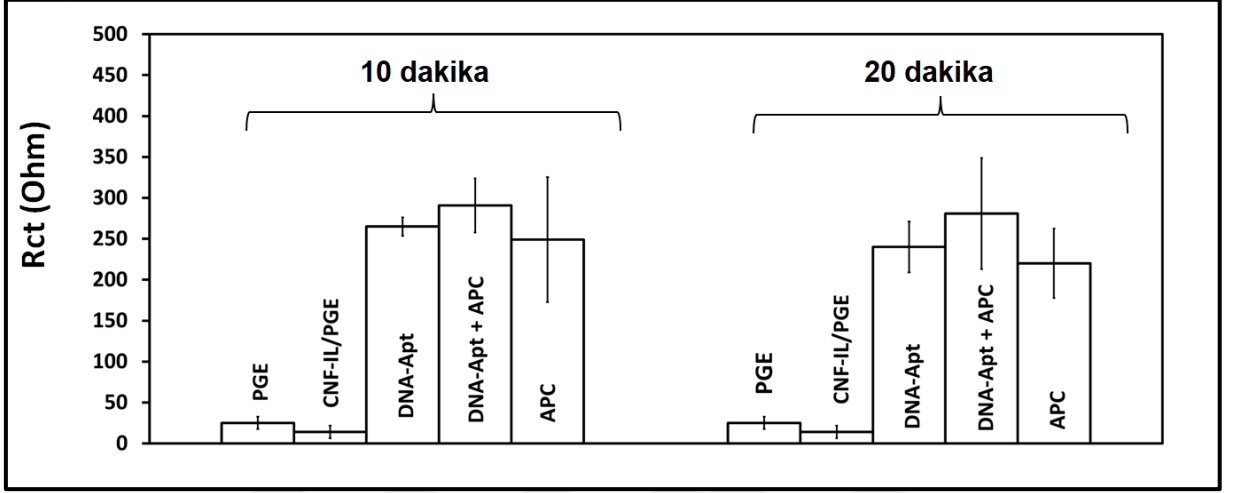 Rct (Ohm)
500
450
400
350
300
250
200
150
100
50
0
10 dakika
PGE
CNF-IL/PGE
DNA-Apt
DNA-Apt + APC
APC
20 dakika
PGE
CNF-IL/PGE
DNA-Apt
DNA-Apt + APC
APC